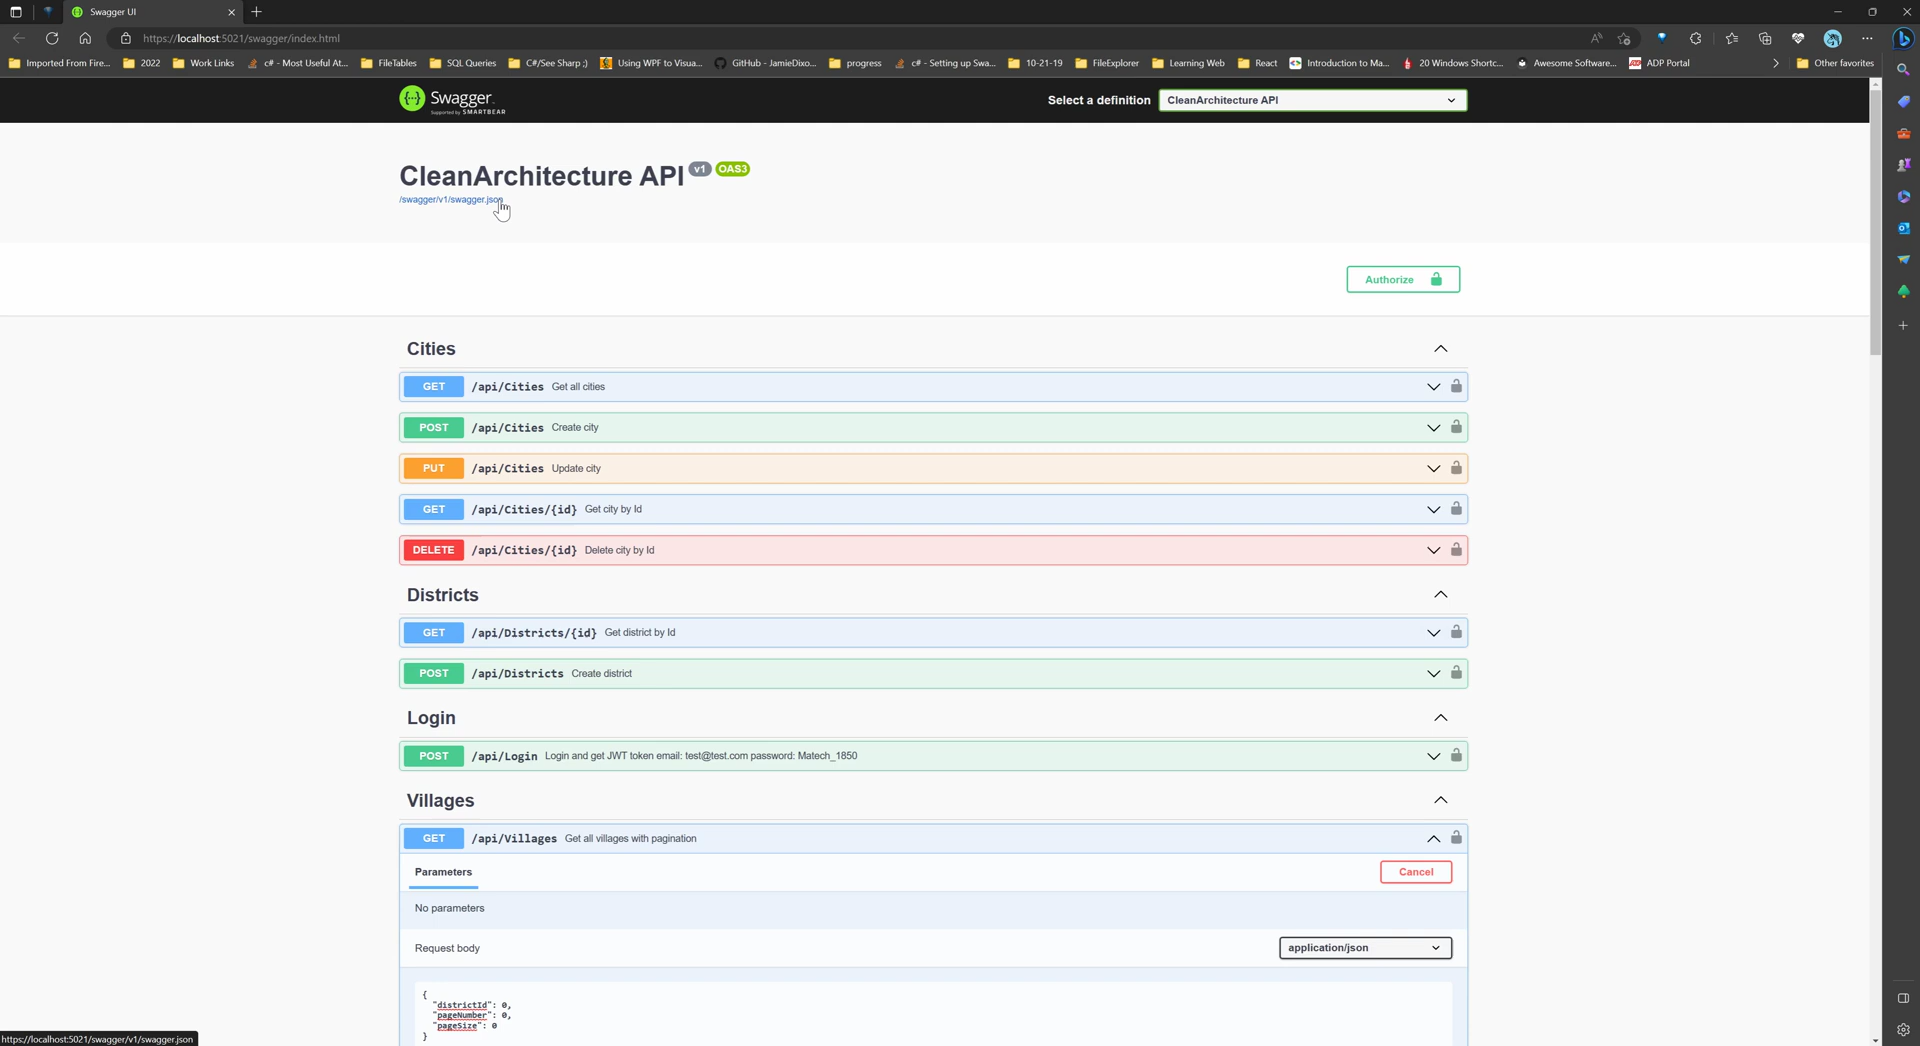 Swagger UI
https://localhost:5021/swagger/index.html
Imported From Fire...
2022
Work Links
c# - Most Useful At...
FileTables
SQL Queries
C#/See Sharp ;)
Using WPF to Visua...
GitHub - JamieDixo...
progress
c# - Setting up Swa...
10-21-19
FileExplorer
Learning Web
React
Introduction to Ma...
20 Windows Shortc...
Awesome Software...
ADP Portal
Other favorites
Swagger
Supported by SMARTBEAR
Select a definition
CleanArchitecture API
CleanArchitecture API v1 OAS3
/swagger/v1/swagger.json
Authorize
Cities
GET /api/Cities Get all cities
POST /api/Cities Create city
PUT /api/Cities Update city
GET /api/Cities/{id} Get city by Id
DELETE /api/Cities/{id} Delete city by Id
Districts
GET /api/Districts/{id} Get district by Id
POST /api/Districts Create district
Login
POST /api/Login Login and get JWT token email: test@test.com password: Matech_1850
Villages
GET /api/Villages Get all villages with pagination
Parameters
Cancel
No parameters
Request body
application/json
{
"districtId": 0,
"pageNumber": 0,
"pageSize": 0
}
https://localhost:5021/swagger/v1/swagger.json